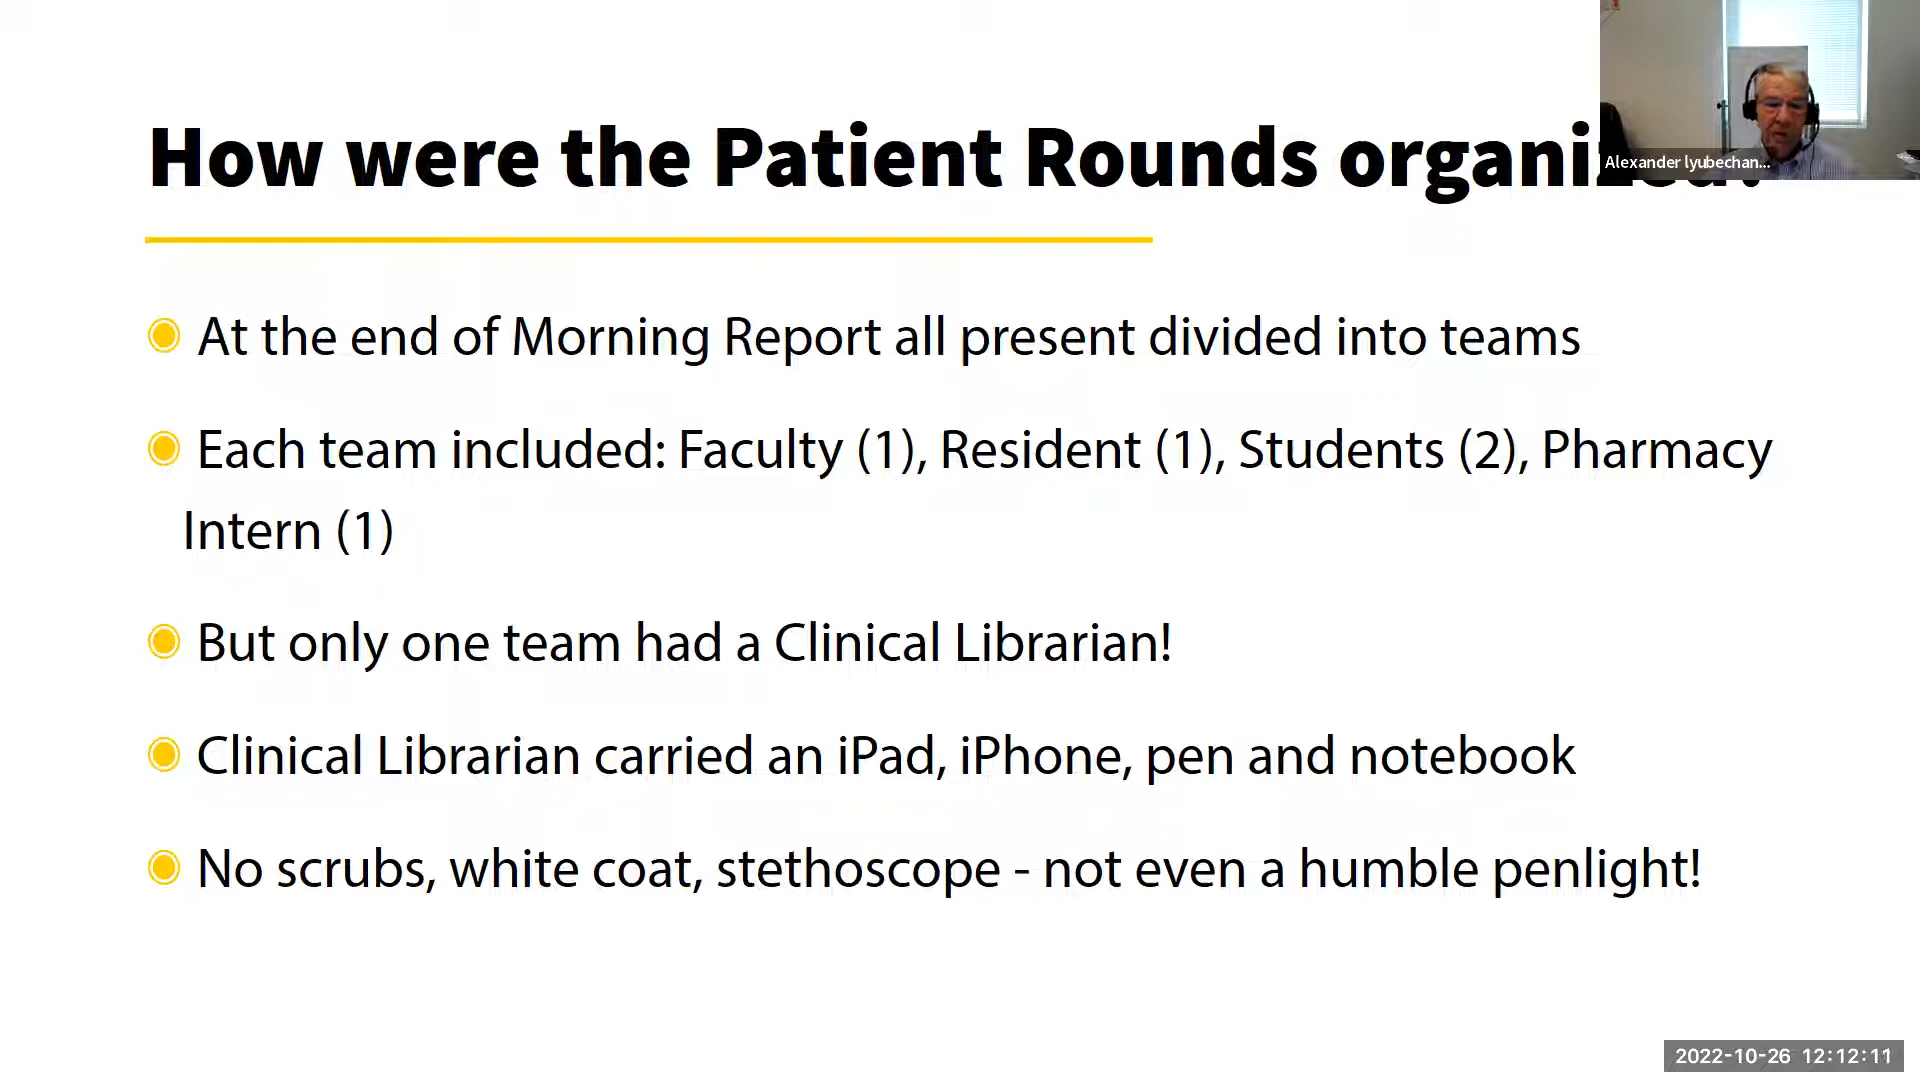 How were the Patient Rounds
Alexander lyubechan...
At the end of Morning Report all present divided into teams
Each team included: Faculty (1), Resident (1), Students (2), Pharmacy
Intern (1)
But only one team had a Clinical Librarian!
Clinical Librarian carried an iPad, iPhone, pen and notebook
No scrubs, white coat, stethoscope - not even a humble penlight!
2022-10-26 12:12:11